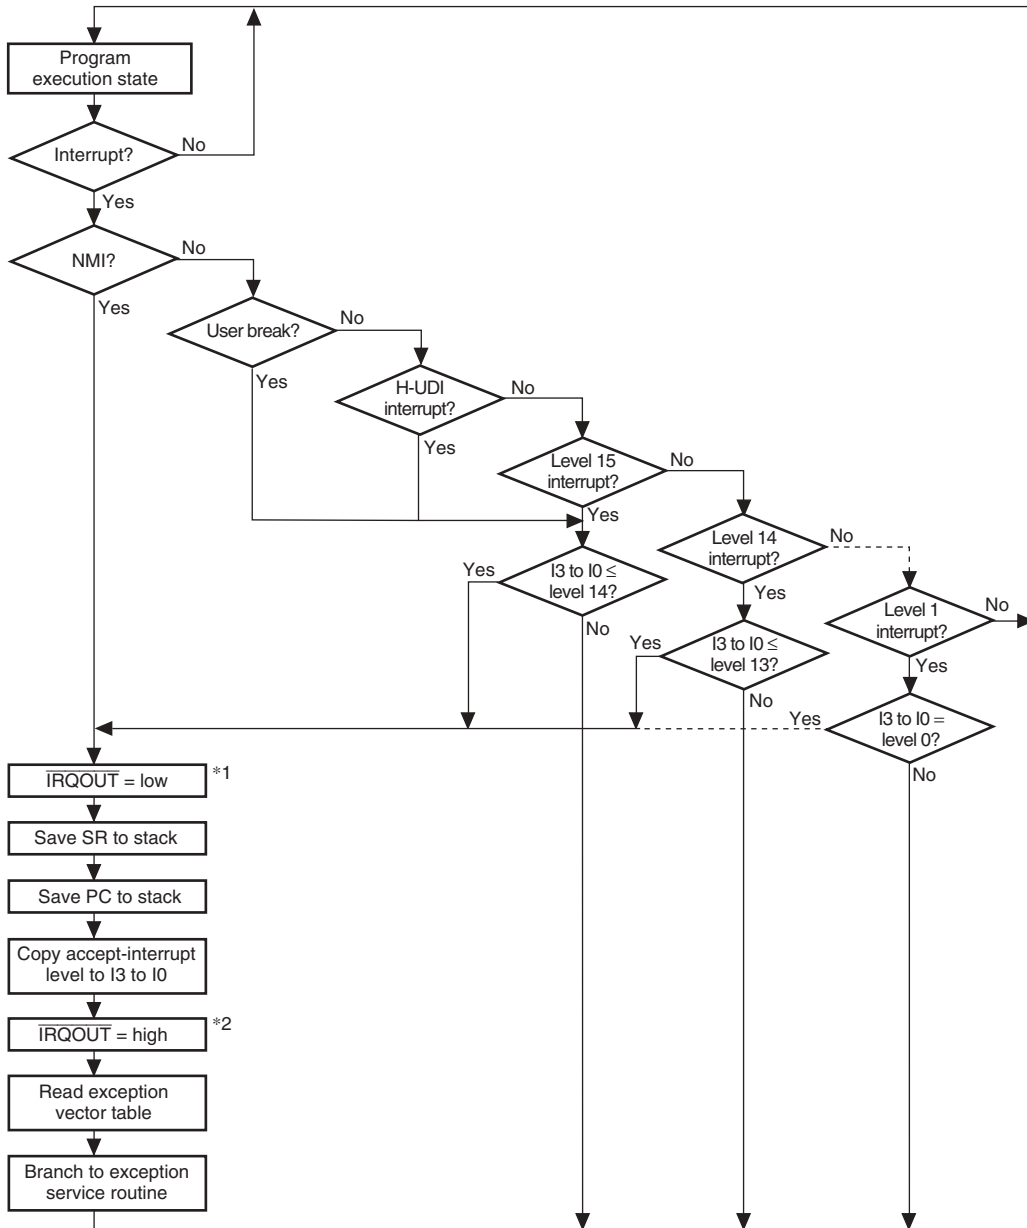 Program
execution state
Interrupt?
No
Yes
NMI?
No
Yes
User break?
No
Yes
H-UDI
interrupt?
No
Yes
Level 15
interrupt?
No
Yes
Level 14
interrupt?
No
Yes
I3 to I0 ≤
level 14?
Yes
No
Level 1
interrupt?
No
Yes
I3 to I0 ≤
level 13?
Yes
No
I3 to I0 =
level 0?
Yes
No
IRQOUT = low
*1
Save SR to stack
Save PC to stack
Copy accept-interrupt
level to I3 to I0
IRQOUT = high
*2
Read exception
vector table
Branch to exception
service routine